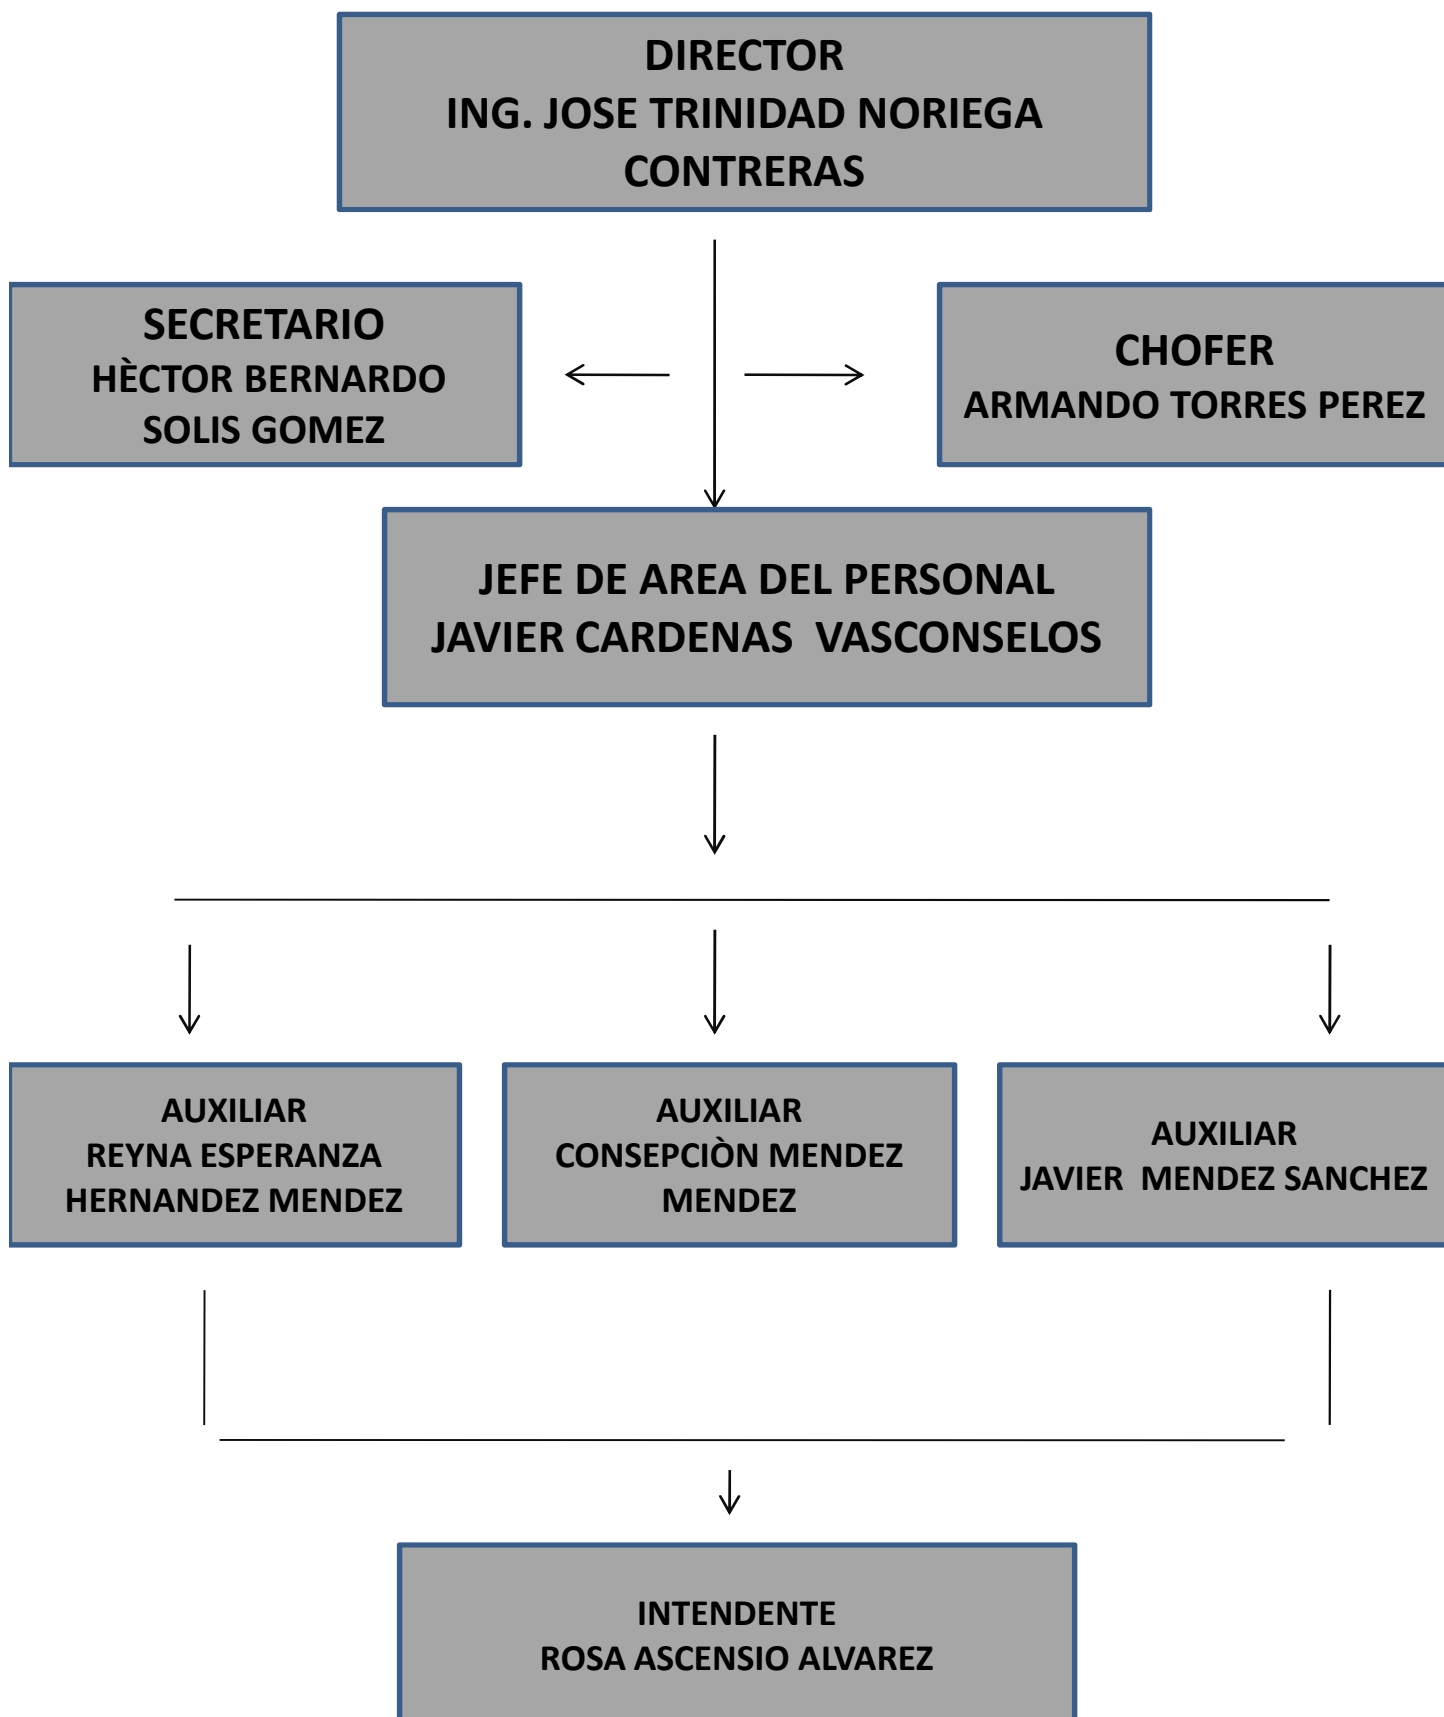 DIRECTOR
ING. JOSE TRINIDAD NORIEGA
CONTRERAS
SECRETARIO
HÈCTOR BERNARDO
SOLIS GOMEZ
CHOFER
ARMANDO TORRES PEREZ
JEFE DE AREA DEL PERSONAL
JAVIER CARDENAS  VASCONSELOS
AUXILIAR
REYNA ESPERANZA
HERNANDEZ MENDEZ
AUXILIAR
CONSEPCIÒN MENDEZ
MENDEZ
AUXILIAR
JAVIER  MENDEZ SANCHEZ
INTENDENTE
ROSA ASCENSIO ALVAREZ